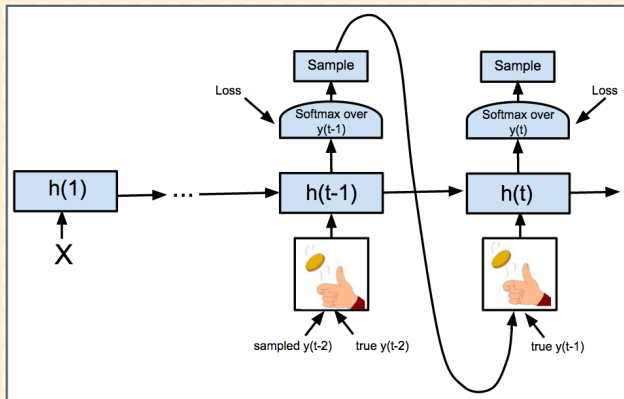 Sample
Sample
Loss
Loss
Softmax over
y(t-1)
Softmax over
y(t)
h(1)
...
h(t-1)
h(t)
X
sampled y(t-2)
true y(t-2)
true y(t-1)